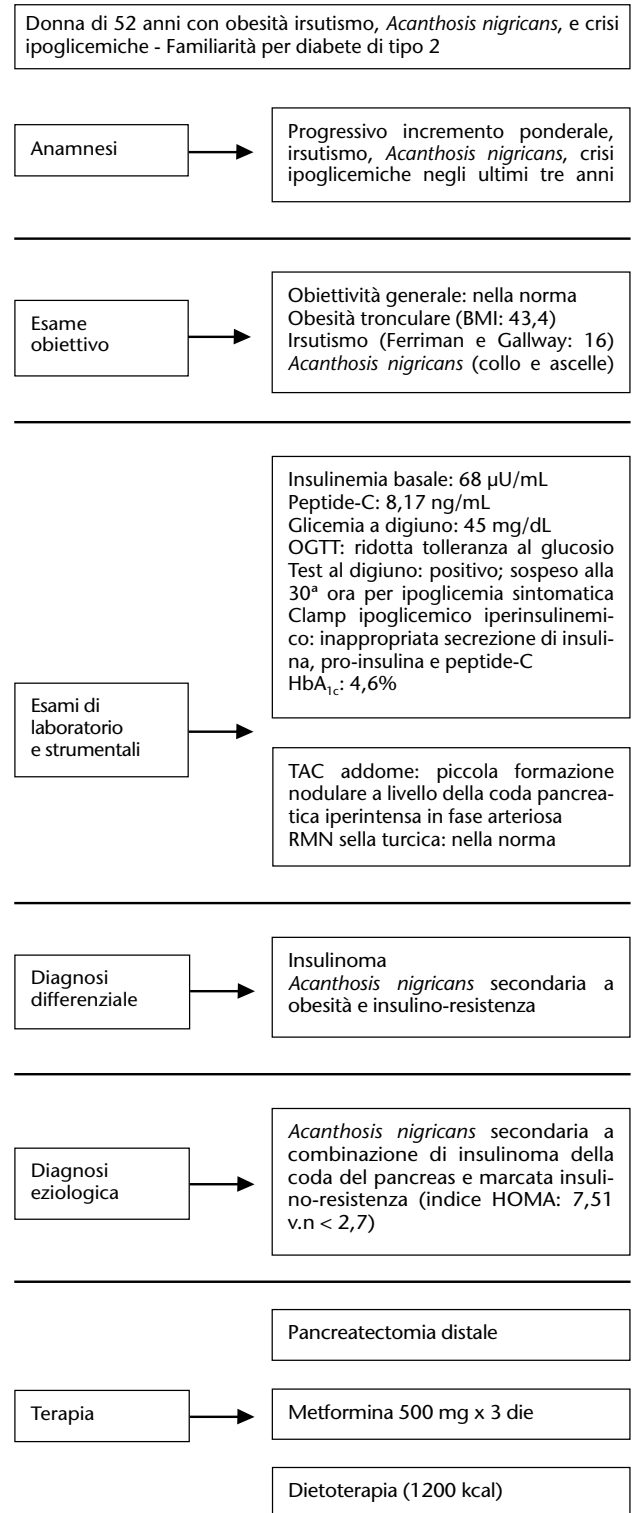 Donna di 52 anni con obesità irsutismo, Acanthosis nigricans, e crisi
ipoglicemiche - Familiarità per diabete di tipo 2
Anamnesi
Progressivo incremento ponderale,
irsutismo, Acanthosis nigricans, crisi
ipoglicemiche negli ultimi tre anni
Esame
obiettivo
Obiettività generale: nella norma
Obesità tronculare (BMI: 43,4)
Irsutismo (Ferriman e Gallway: 16)
Acanthosis nigricans (collo e ascelle)
Esami di
laboratorio
e strumentali
Insulinemia basale: 68 µU/mL
Peptide-C: 8,17 ng/mL
Glicemia a digiuno: 45 mg/dL
OGTT: ridotta tolleranza al glucosio
Test al digiuno: positivo; sospeso alla
30ª ora per ipoglicemia sintomatica
Clamp ipoglicemico iperinsulinemi-
co: inappropriata secrezione di insuli-
na, pro-insulina e peptide-C
HbA1c: 4,6%
TAC addome: piccola formazione
nodulare a livello della coda pancrea-
tica iperintensa in fase arteriosa
RMN sella turcica: nella norma
Diagnosi
differenziale
Insulinoma
Acanthosis nigricans secondaria a
obesità e insulino-resistenza
Diagnosi
eziologica
Acanthosis nigricans secondaria a
combinazione di insulinoma della
coda del pancreas e marcata insuli-
no-resistenza (indice HOMA: 7,51
v.n < 2,7)
Terapia
Pancreatectomia distale
Metformina 500 mg x 3 die
Dietoterapia (1200 kcal)